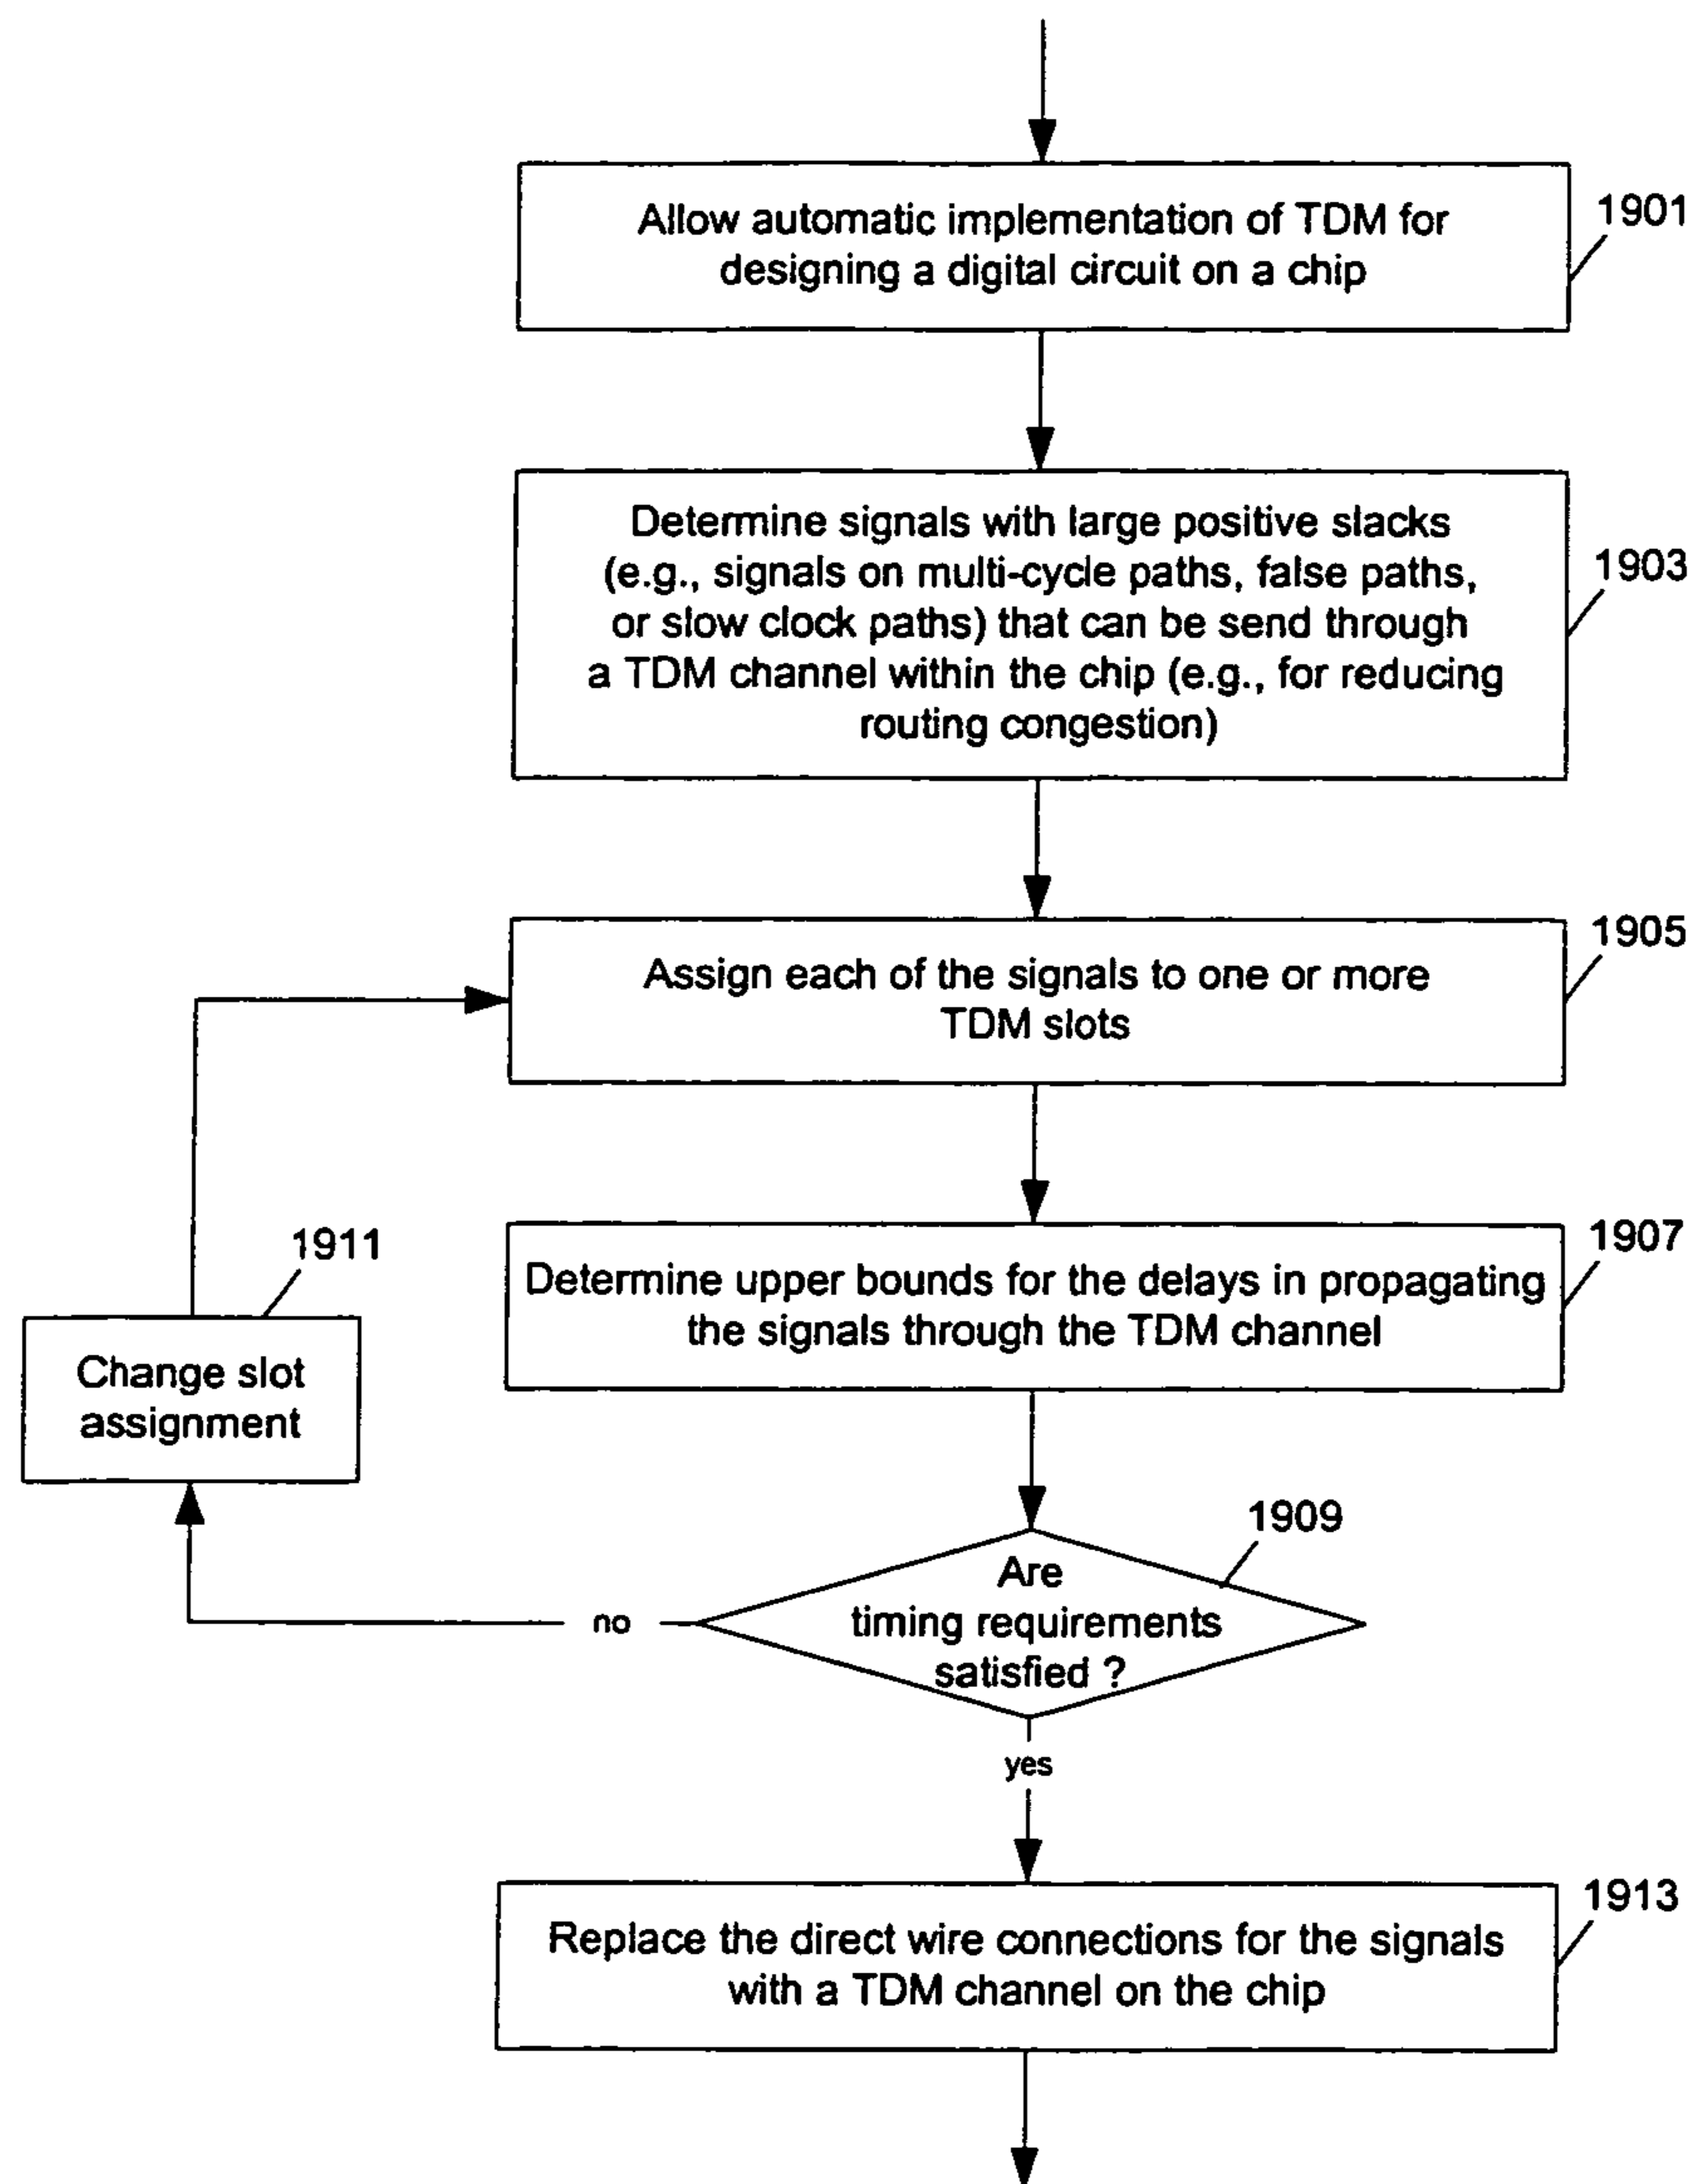 Allow automatic implementation of TDM for
designing a digital circuit on a chip
1901
Determine signals with large positive slacks
(e.g., signals on multi-cycle paths, false paths,
or slow clock paths) that can be send through
a TDM channel within the chip (e.g., for reducing
routing congestion)
1903
Assign each of the signals to one or more
TDM slots
1905
Determine upper bounds for the delays in propagating
the signals through the TDM channel
1907
1911
Change slot
assignment
1909
Are
timing requirements
satisfied ?
no
yes
Replace the direct wire connections for the signals
with a TDM channel on the chip
1913